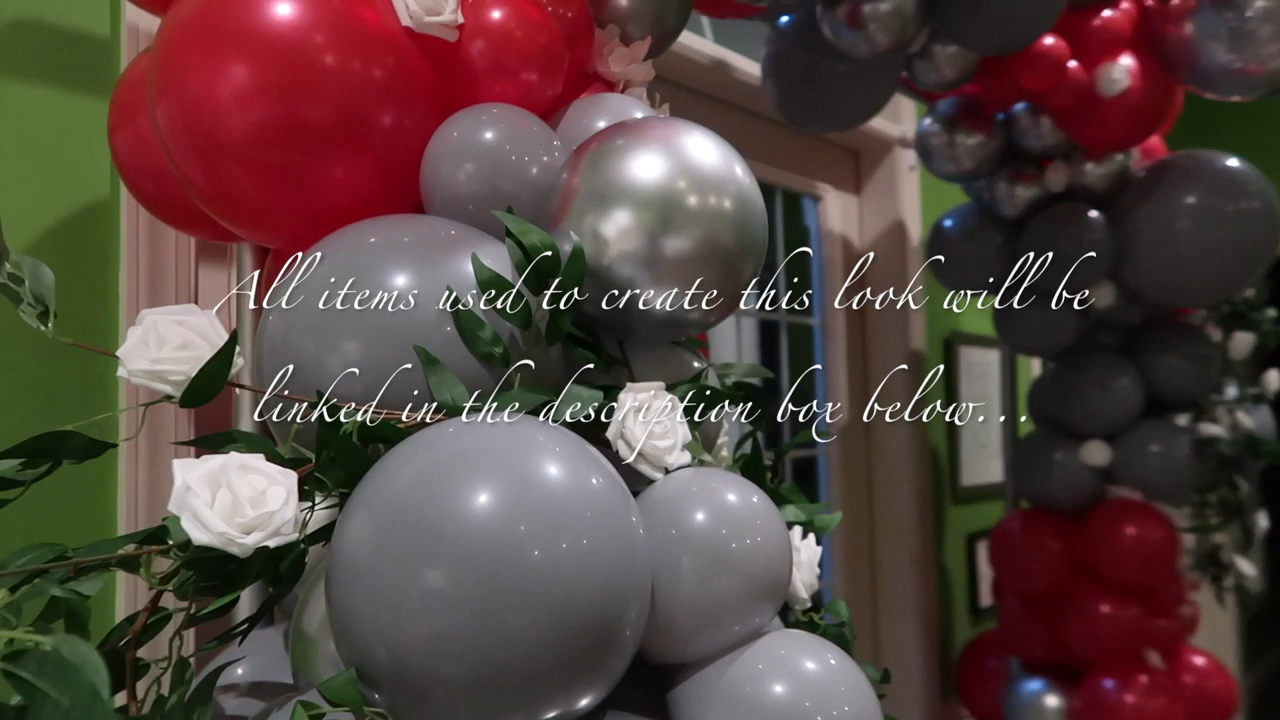 All items used to create this look will be
linked in the description box below...